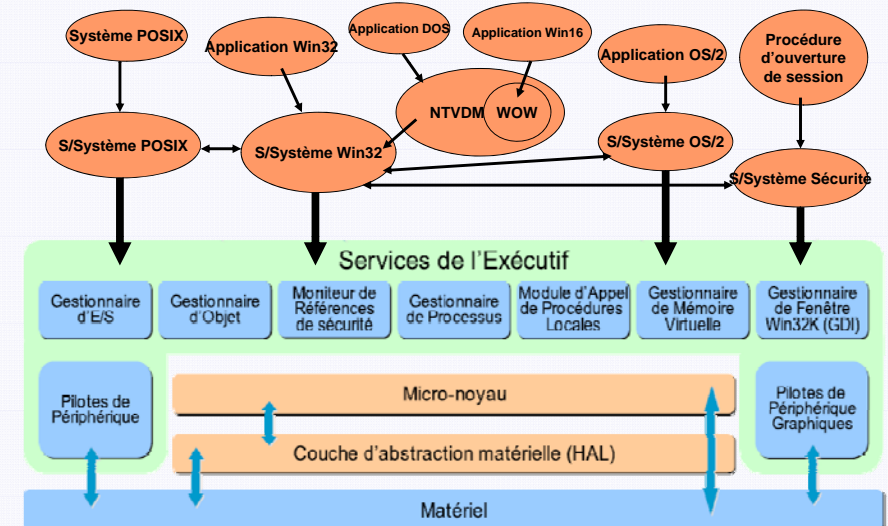 Système POSIX
Application Win32
Application DOS
Application Win16
Application OS/2
Procédure
d'ouverture
de session
S/Système POSIX
S/Système Win32
NTVDM
WOW
S/Système OS/2
S/Système Sécurité
Services de l'Exécutif
Gestionnaire
d'E/S
Gestionnaire
d'Objet
Moniteur de
Références
de sécurité
Gestionnaire
de Processus
Module d'Appel
de Procédures
Locales
Gestionnaire
de Mémoire
Virtuelle
Gestionnaire
de Fenêtre
Win32K (GDI)
Pilotes de
Périphérique
Micro-noyau
Couche d'abstraction matérielle (HAL)
Pilotes de
Périphérique
Graphiques
Matériel